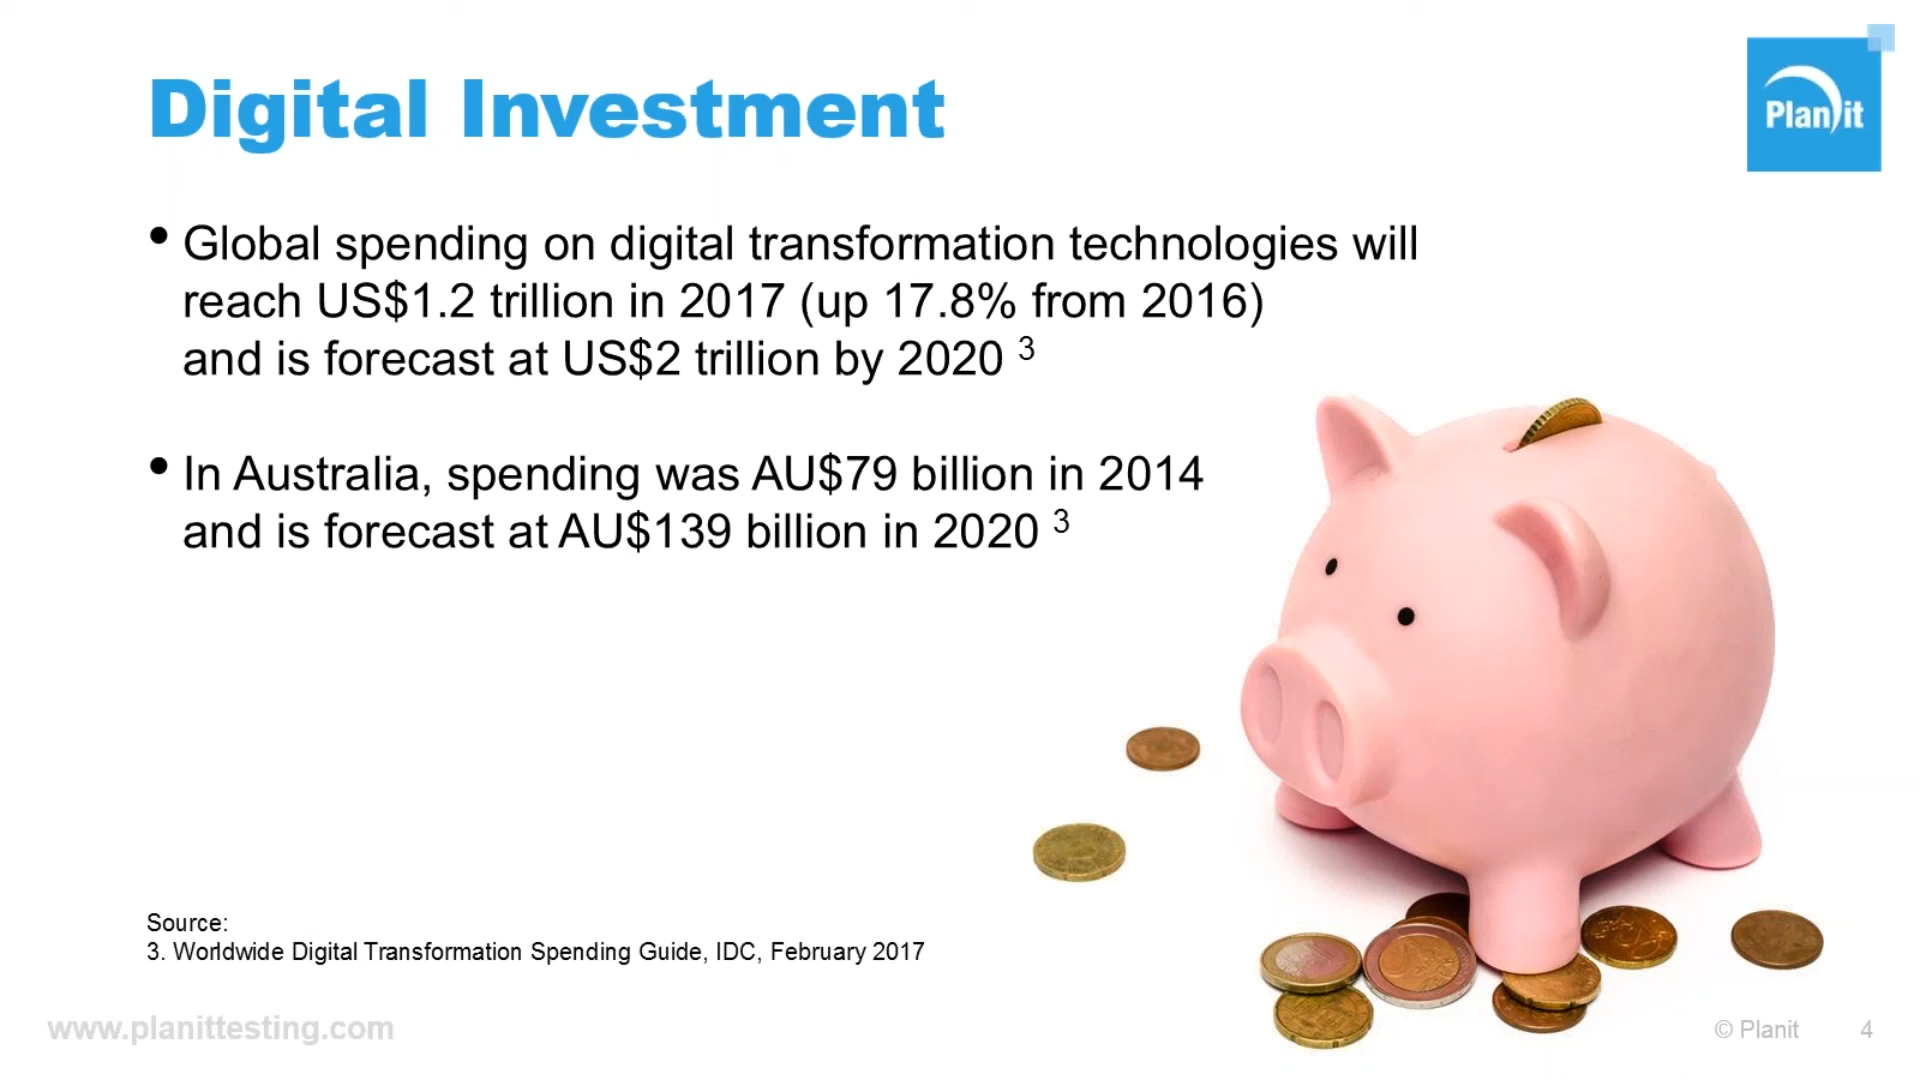 Digital Investment
Plan it
• Global spending on digital transformation technologies will
reach US$1.2 trillion in 2017 (up 17.8% from 2016)
and is forecast at US$2 trillion by 2020 3
• In Australia, spending was AU$79 billion in 2014
and is forecast at AU$139 billion in 2020 3
Source:
3. Worldwide Digital Transformation Spending Guide, IDC, February 2017
www.planittesting.com
© Planit 4